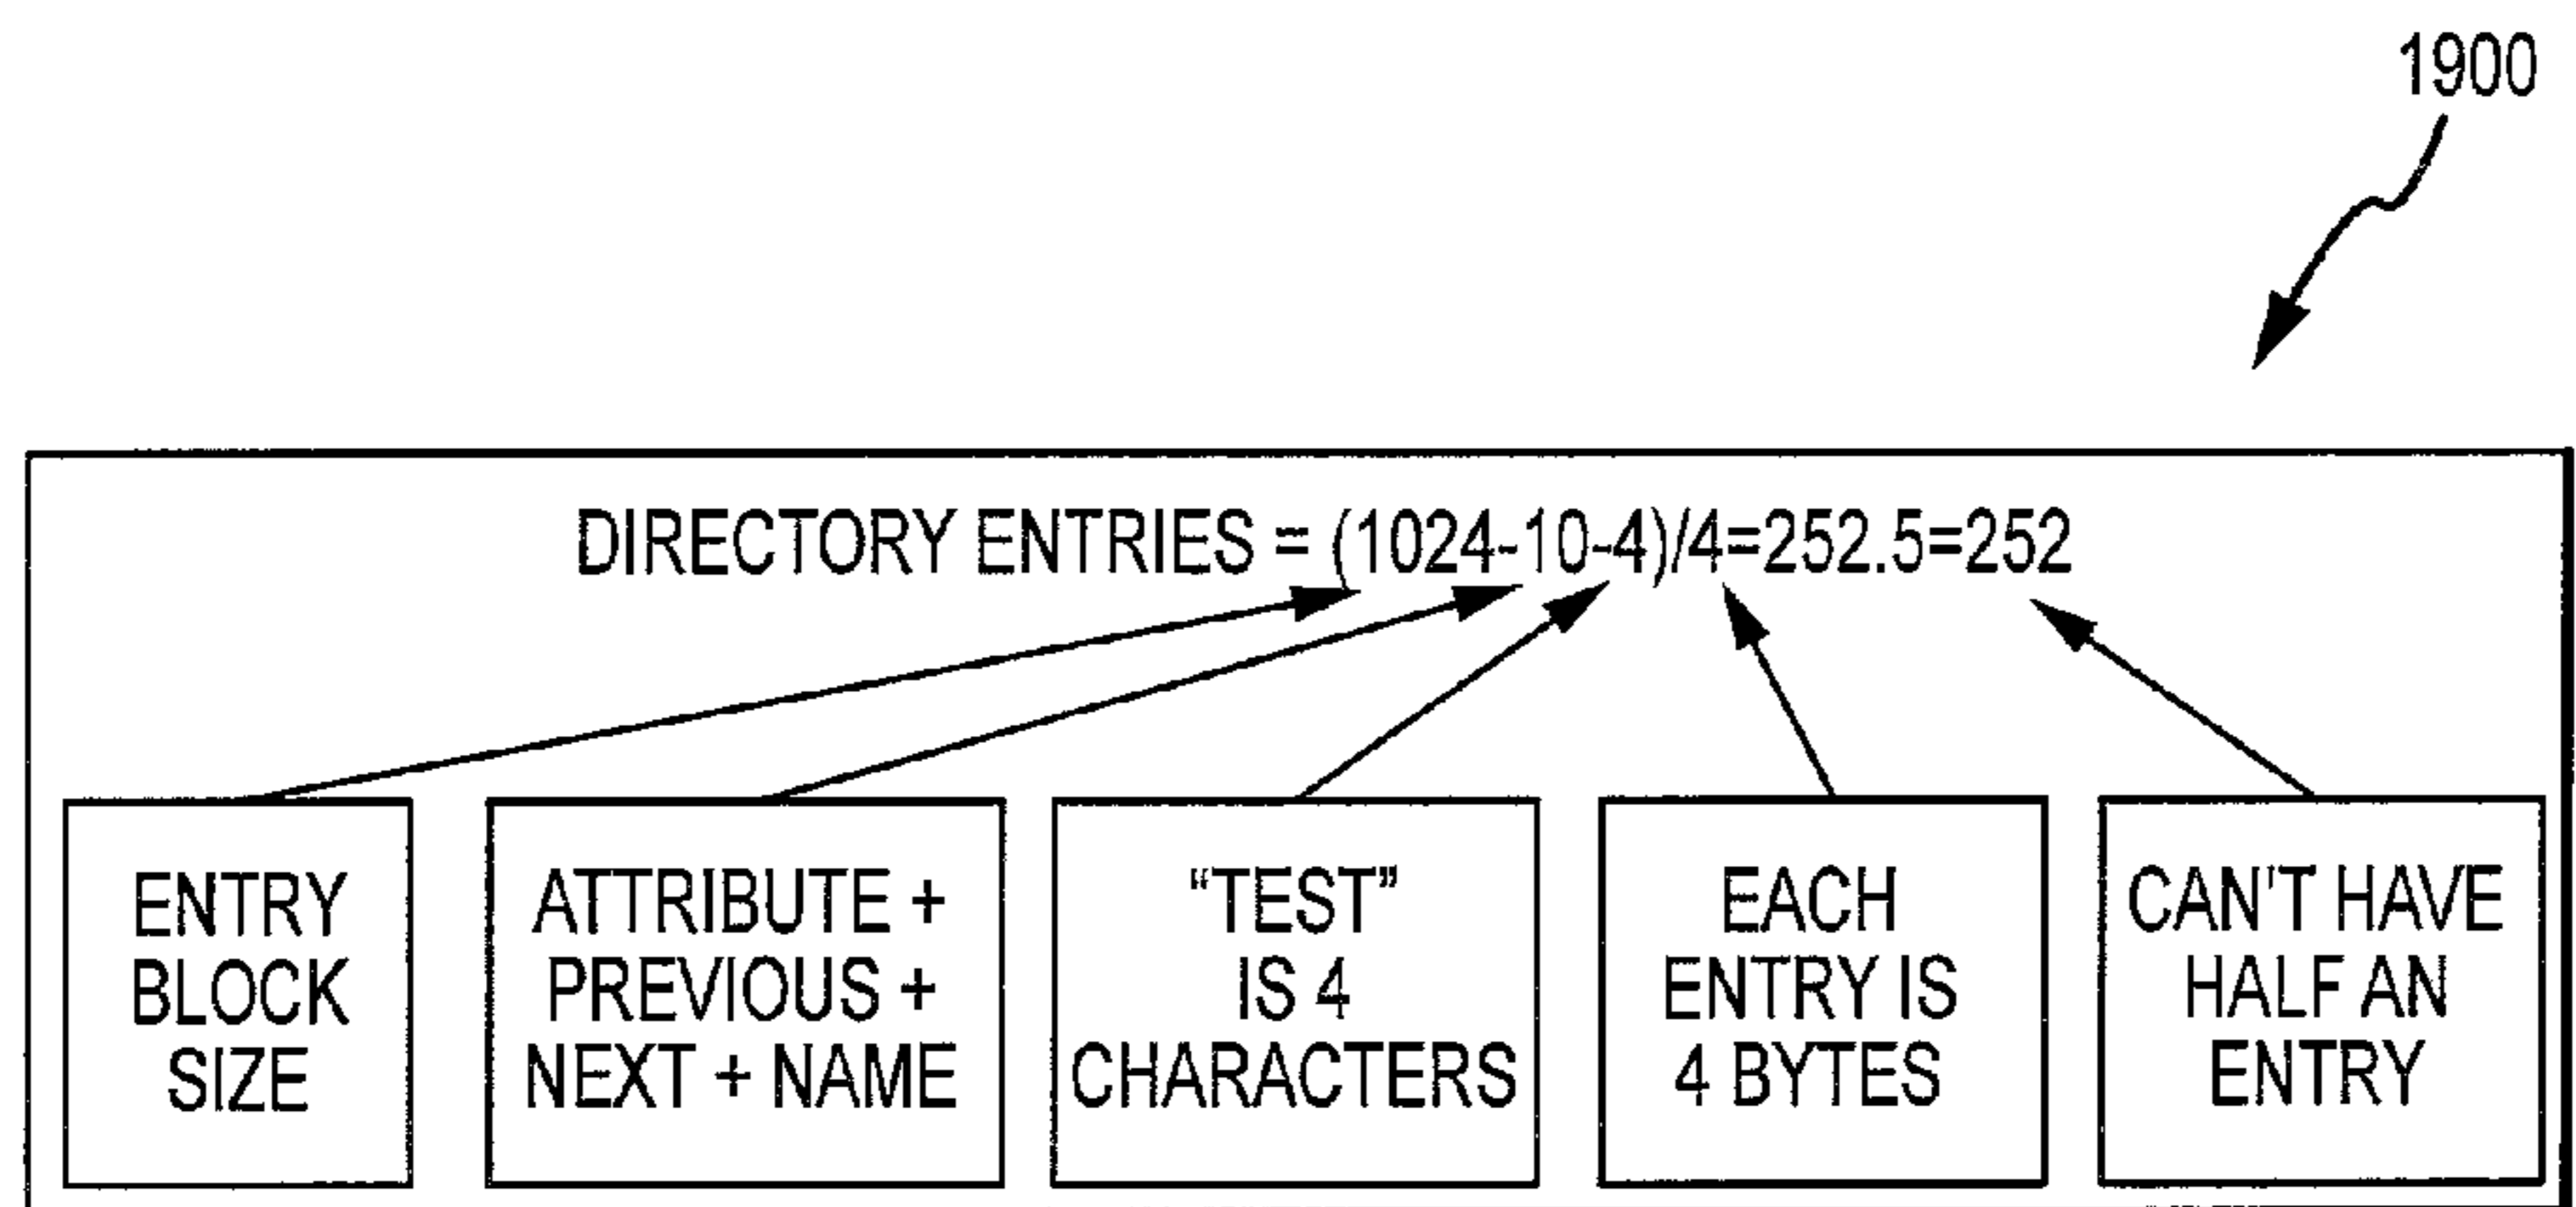 1900
DIRECTORY ENTRIES = (1024-10-4)/4=252.5=252
ENTRY
BLOCK
SIZE
ATTRIBUTE +
PREVIOUS +
NEXT + NAME
“TEST”
IS 4
CHARACTERS
EACH
ENTRY IS
4 BYTES
CAN'T HAVE
HALF AN
ENTRY